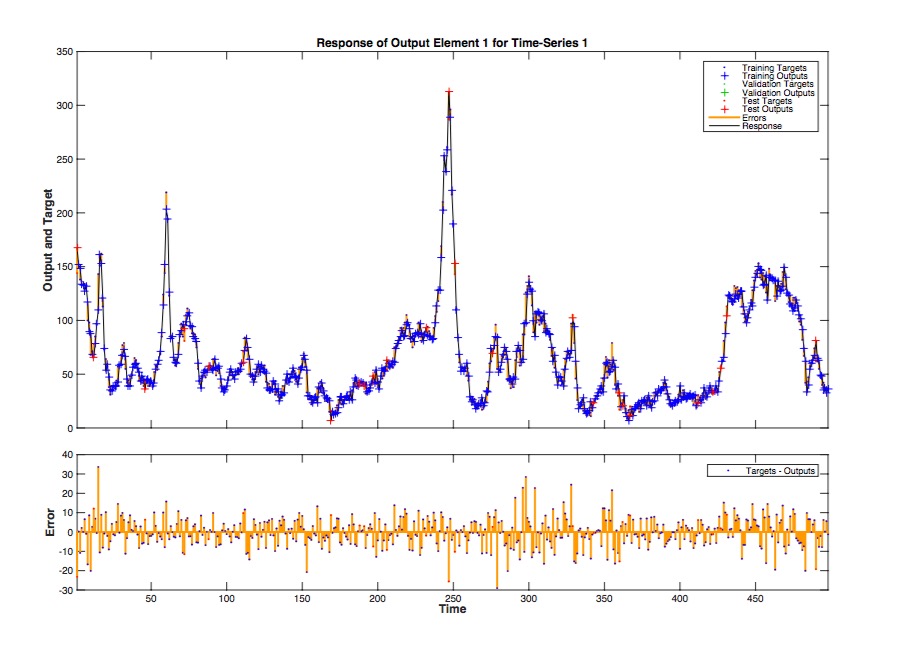 Response of Output Element 1 for Time-Series 1
350
300
250
200
150
100
50
0
Output and Target
Training Targets
Training Outputs
Validation Targets
Validation Outputs
Test Targets
Test Outputs
Errors
Response
40
30
20
10
0
-10
-20
-30
Error
Targets - Outputs
50 100 150 200 250 300 350 400 450
Time